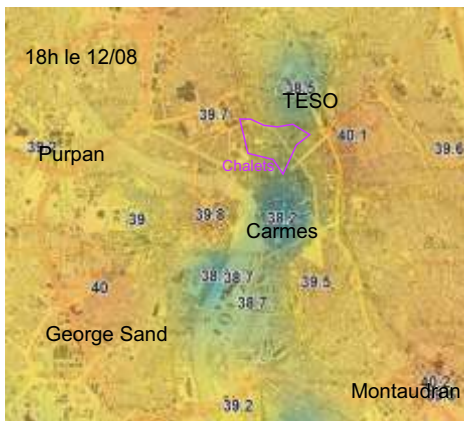 18h le 12/08
38.5
TESO
39.7
40.1
39.6
Purpan
Chalets
39
39.8
38.2
Carmes
38.7
38.7
39.5
40
George Sand
Montaudran
39.2